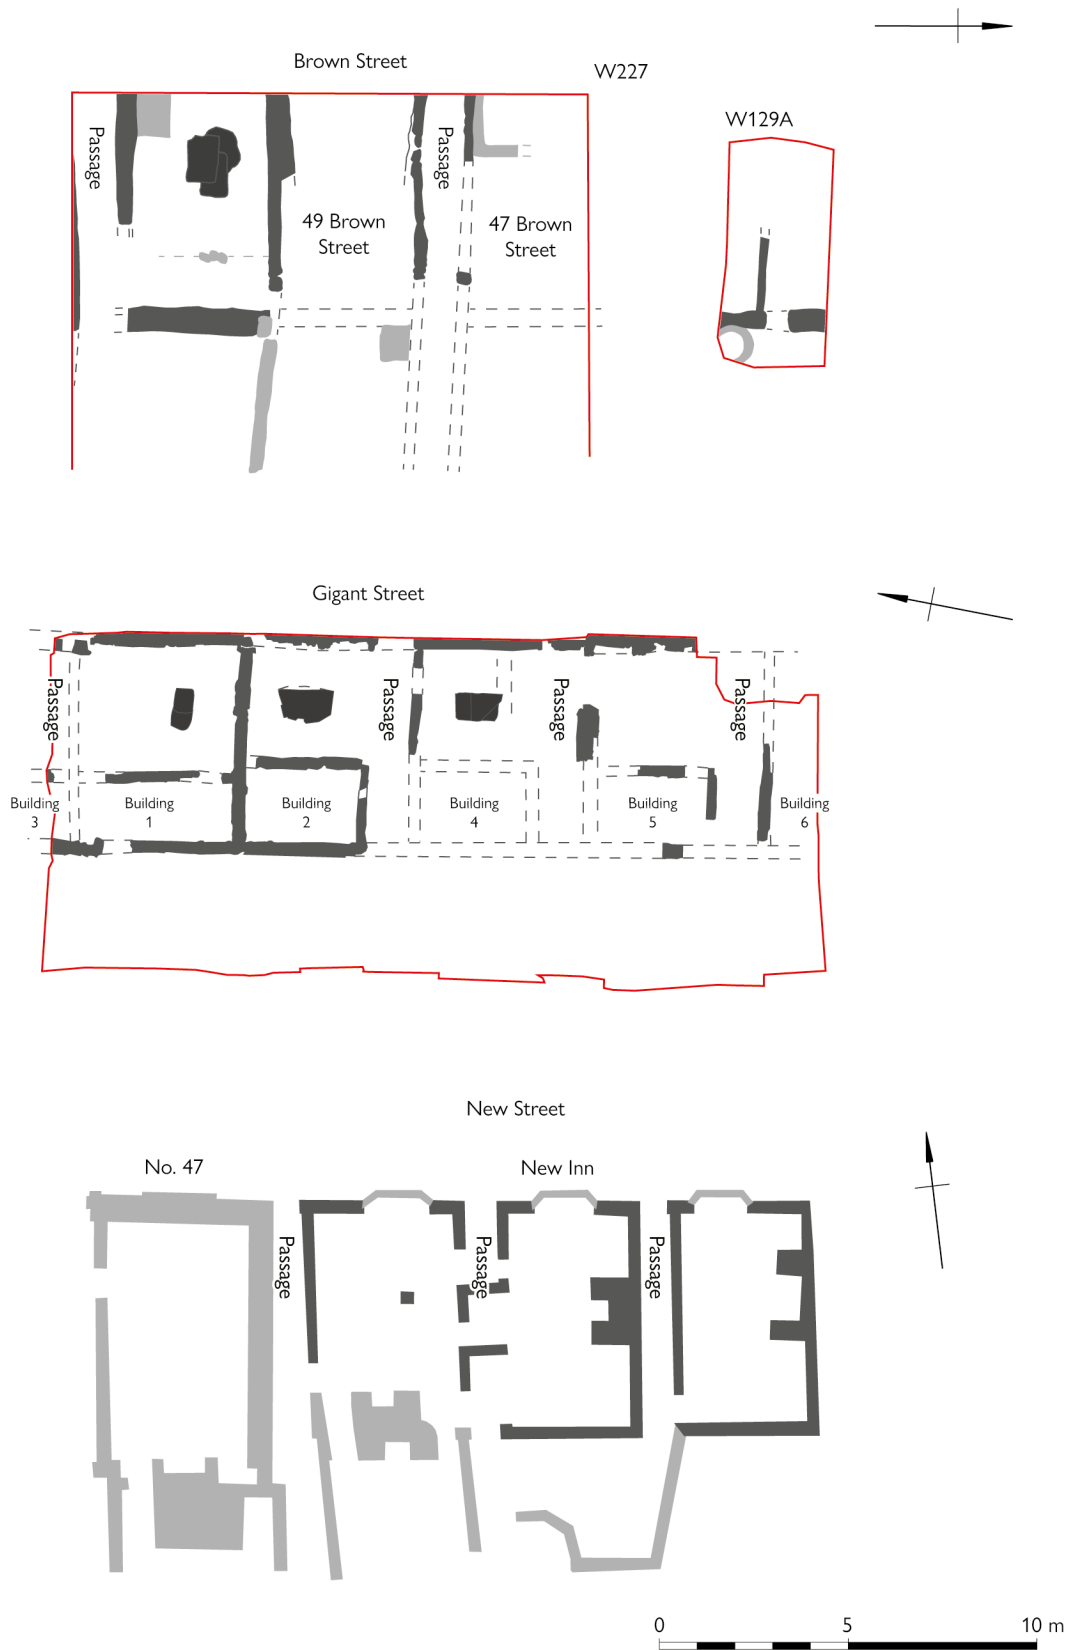 Brown Street
W227
W129A
Passage
Passage
49 Brown
Street
47 Brown
Street
Gigant Street
Passage
Passage
Passage
Passage
Building
3
Building
1
Building
2
Building
4
Building
5
Building
6
New Street
No. 47
New Inn
Passage
Passage
Passage
0
5
10 m